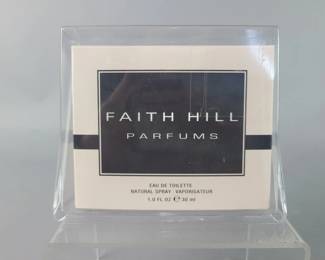 FAITH HILL
PARFUMS
EAU DE TOILETTE
NATURAL SPRAY · VAPORISATEUR
1.0 FL OZ ℮ 30 ml